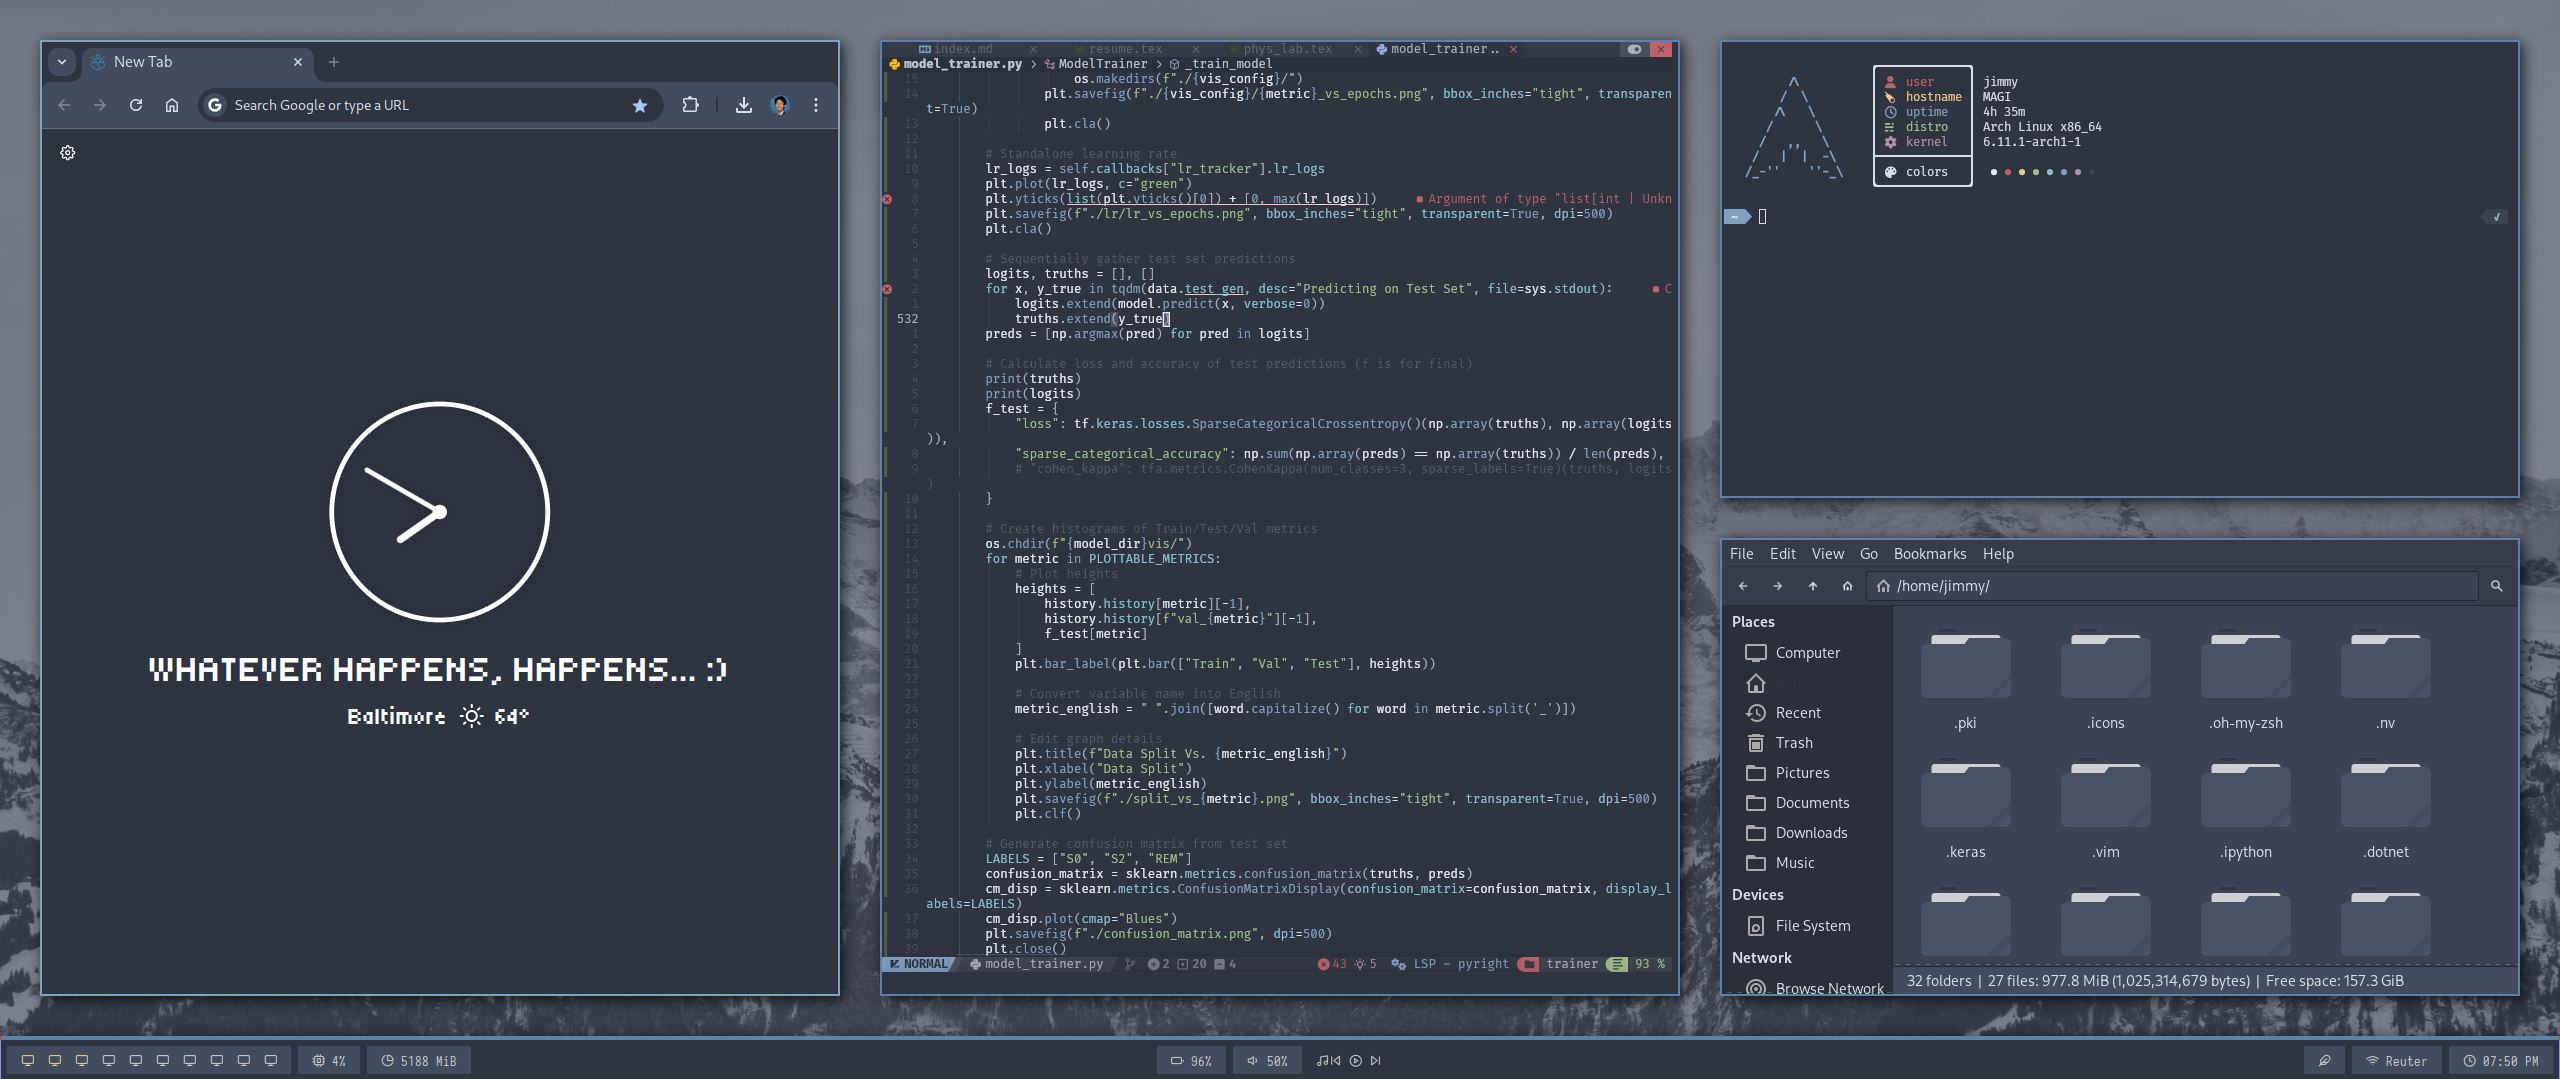 New Tab
Search Google or type a URL
WHATEVER HAPPENS, HAPPENS... :)
Baltimore 64°
index.md
resume.tex
phys_lab.tex
model_trainer..
model_trainer.py > ModelTrainer > _train_model
15 os.makedirs(f"./{vis_config}/")
14 plt.savefig(f"./{vis_config}/{metric}_vs_epochs.png", bbox_inches="tight", transparen
t=True)
13 plt.cla()
12
11 # Standalone learning rate
10 lr_logs = self.callbacks["lr_tracker"].lr_logs
9 plt.plot(lr_logs, c="green")
8 plt.yticks(list(plt.yticks()[0]) + [0, max(lr_logs)]) Argument of type "list[int | Unkn
7 plt.savefig(f"./lr/lr_vs_epochs.png", bbox_inches="tight", transparent=True, dpi=500)
6 plt.cla()
5
4 # Sequentially gather test set predictions
3 logits, truths = [], []
2 for x, y_true in tqdm(data.test_gen, desc="Predicting on Test Set", file=sys.stdout): C
1 logits.extend(model.predict(x, verbose=0))
532 truths.extend(y_true)
1 preds = [np.argmax(pred) for pred in logits]
2
3 # Calculate loss and accuracy of test predictions (f is for final)
4 print(truths)
5 print(logits)
6 f_test = {
7 "loss": tf.keras.losses.SparseCategoricalCrossentropy()(np.array(truths), np.array(logits
)),
8 "sparse_categorical_accuracy": np.sum(np.array(preds) == np.array(truths)) / len(preds),
9 # "cohen_kappa": tfa.metrics.CohenKappa(num_classes=3, sparse_labels=True)(truths, logits
)
10 }
11
12 # Create histograms of Train/Test/Val metrics
13 os.chdir(f"{model_dir}vis/")
14 for metric in PLOTTABLE_METRICS:
15 # Plot heights
16 heights = [
17 history.history[metric][-1],
18 history.history[f"val_{metric}"][-1],
19 f_test[metric]
20 ]
21 plt.bar_label(plt.bar(["Train", "Val", "Test"], heights))
22
23 # Convert variable name into English
24 metric_english = " ".join([word.capitalize() for word in metric.split('_')])
25
26 # Edit graph details
27 plt.title(f"Data Split Vs. {metric_english}")
28 plt.xlabel("Data Split")
29 plt.ylabel(metric_english)
30 plt.savefig(f"./split_vs_{metric}.png", bbox_inches="tight", transparent=True, dpi=500)
31 plt.clf()
32
33 # Generate confusion matrix from test set
34 LABELS = ["S0", "S2", "REM"]
35 confusion_matrix = sklearn.metrics.confusion_matrix(truths, preds)
36 cm_disp = sklearn.metrics.ConfusionMatrixDisplay(confusion_matrix=confusion_matrix, display_l
abels=LABELS)
37 cm_disp.plot(cmap="Blues")
38 plt.savefig(f"./confusion_matrix.png", dpi=500)
39 plt.close()
NORMAL model_trainer.py 2 20 4 43 5 LSP ~ pyright trainer 93 %
user jimmy
hostname MAGI
uptime 4h 35m
distro Arch Linux x86_64
kernel 6.11.1-arch1-1
colors
~
File Edit View Go Bookmarks Help
/home/jimmy/
Places
Computer
Recent
Trash
Pictures
Documents
Downloads
Music
Devices
File System
Network
Browse Network
.pki .icons .oh-my-zsh .nv
.keras .vim .ipython .dotnet
32 folders | 27 files: 977.8 MiB (1,025,314,679 bytes) | Free space: 157.3 GiB
4% 5188 MiB 96% 50% Reuter 07:50 PM